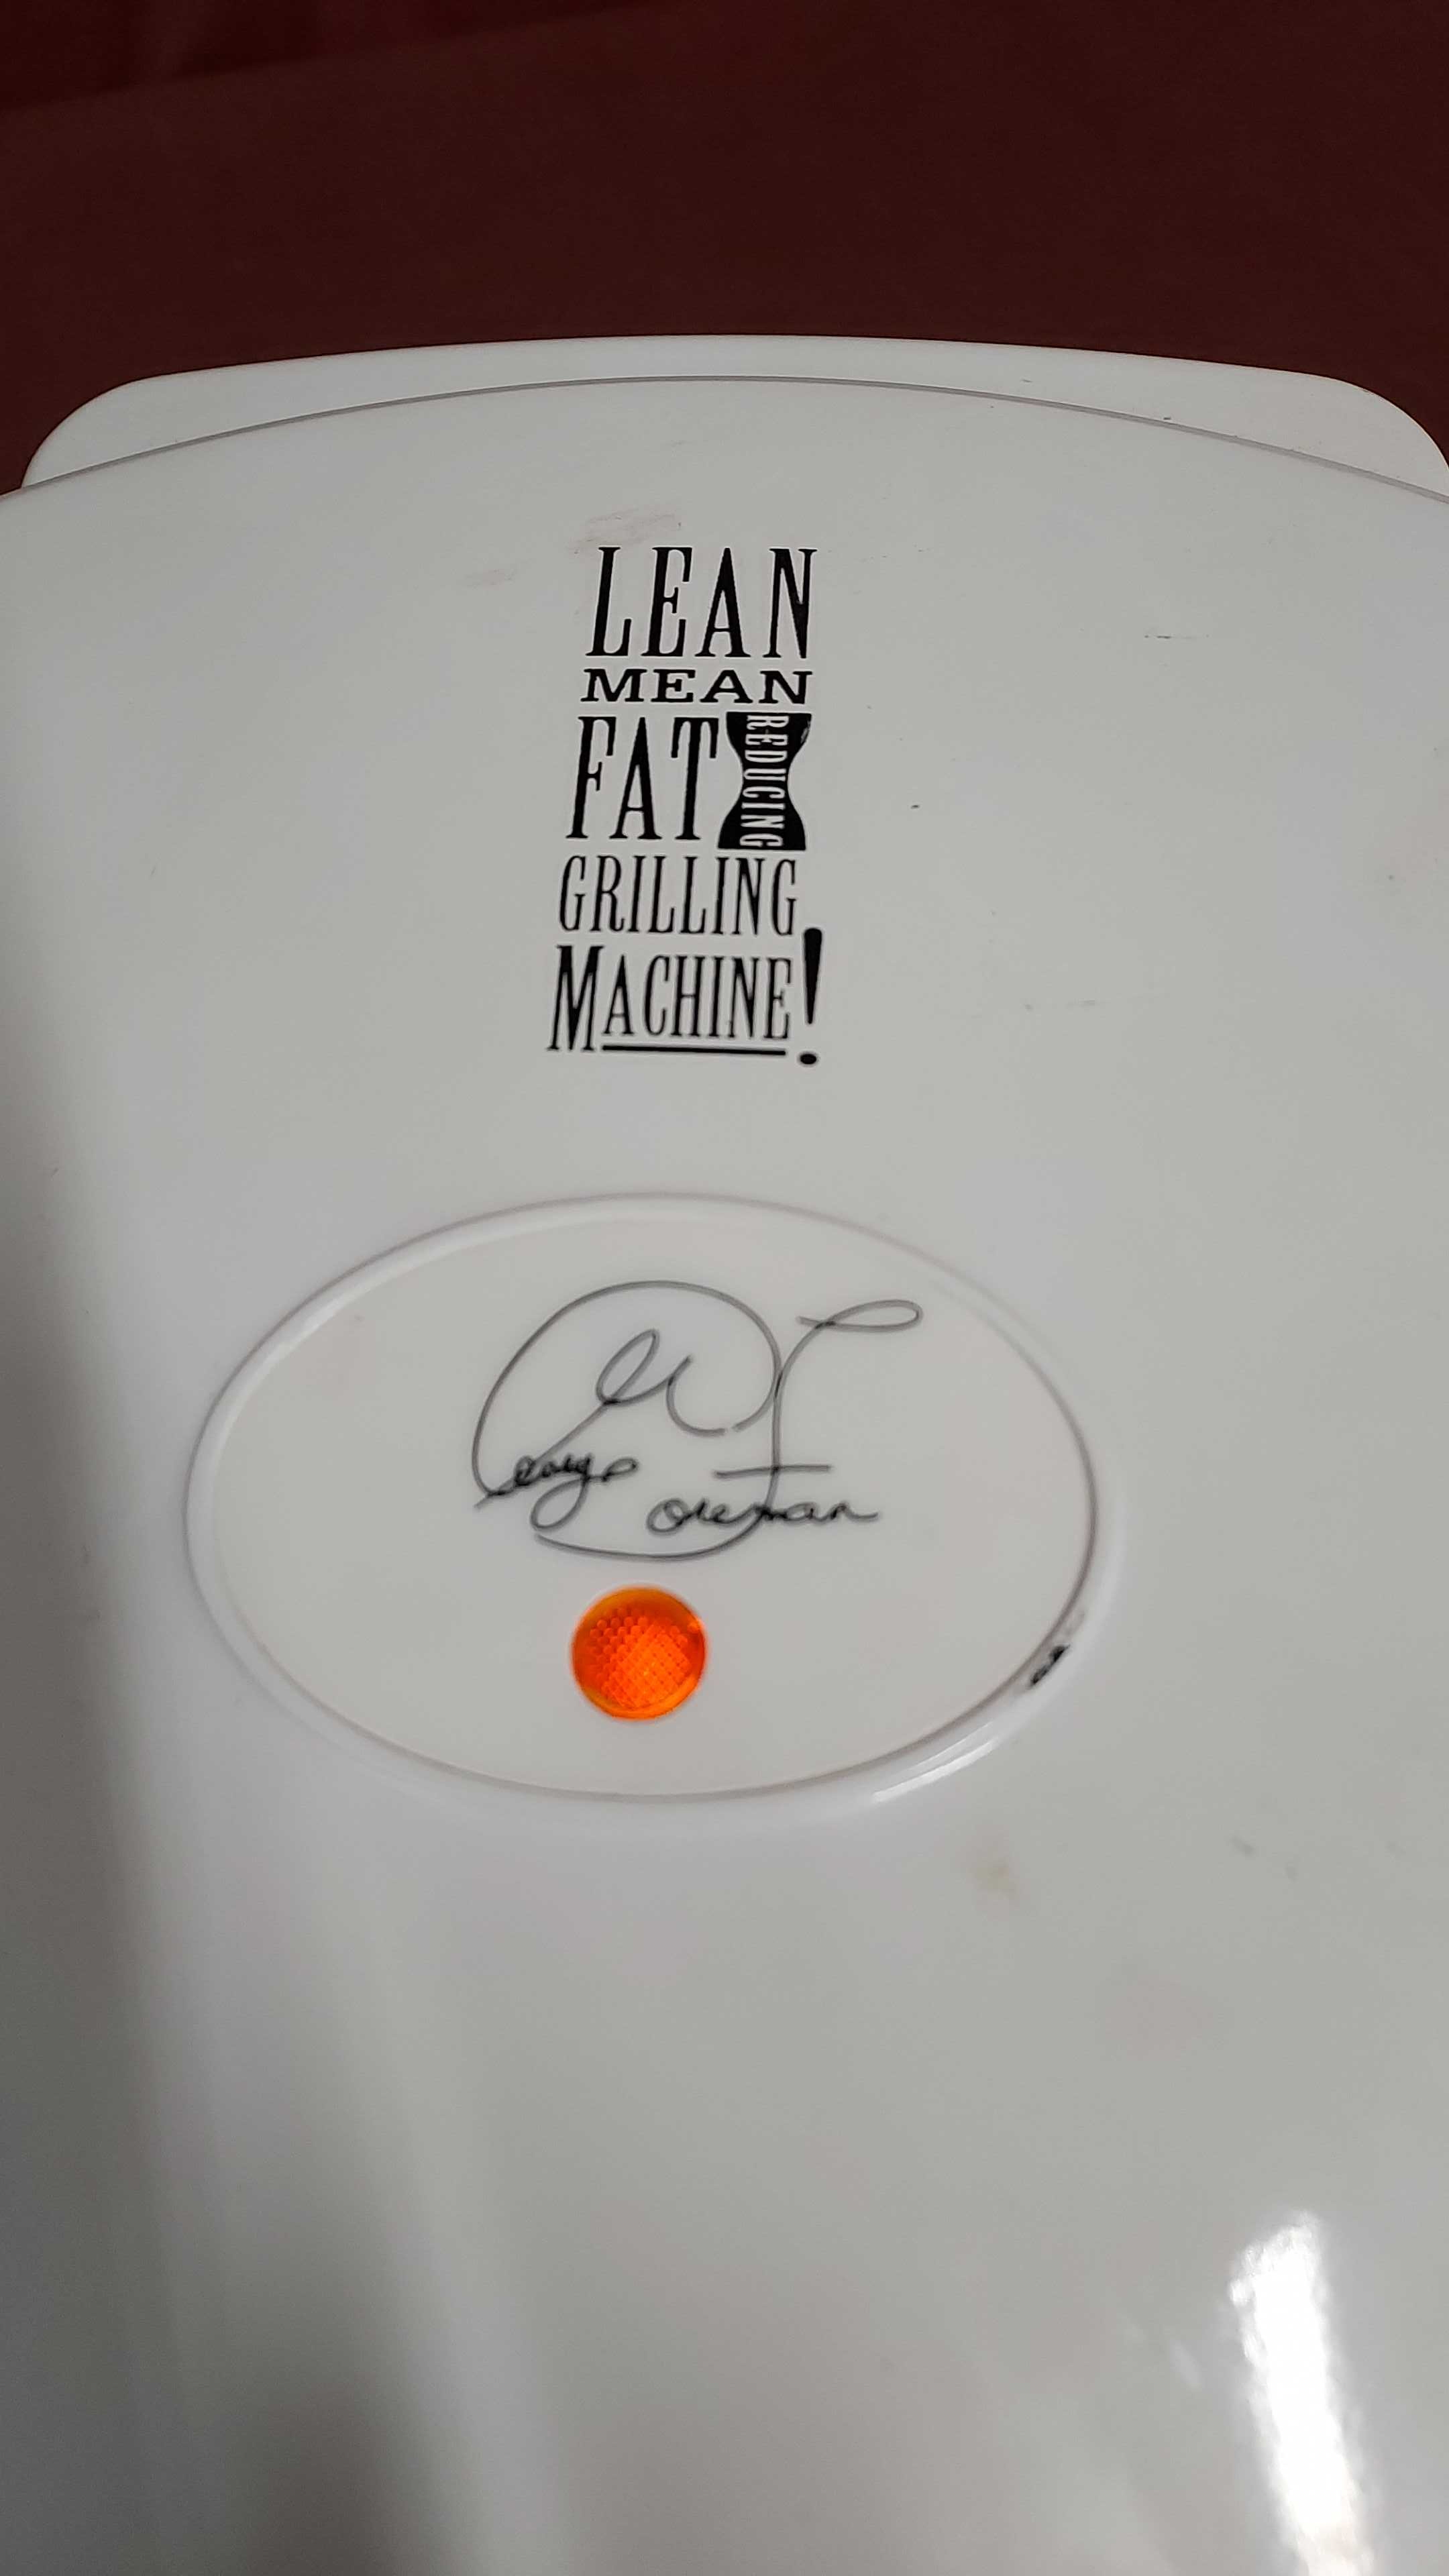 LEAN
MEAN
FAT REDUCING
GRILLING
MACHINE!
George Foreman